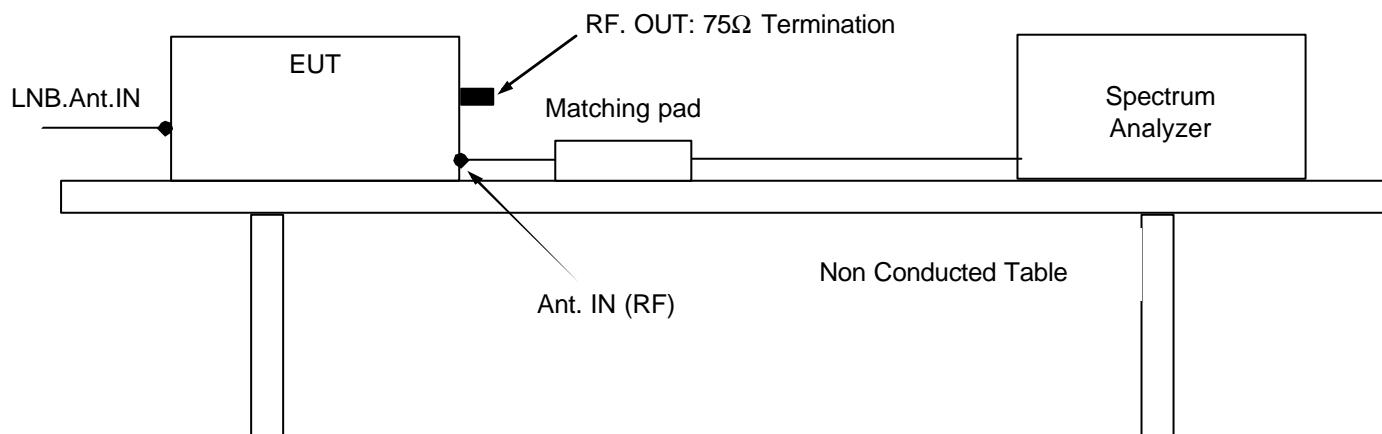 RF. OUT: 75Ω Termination
EUT
LNB.Ant.IN
Matching pad
Spectrum
Analyzer
Non Conducted Table
Ant. IN (RF)